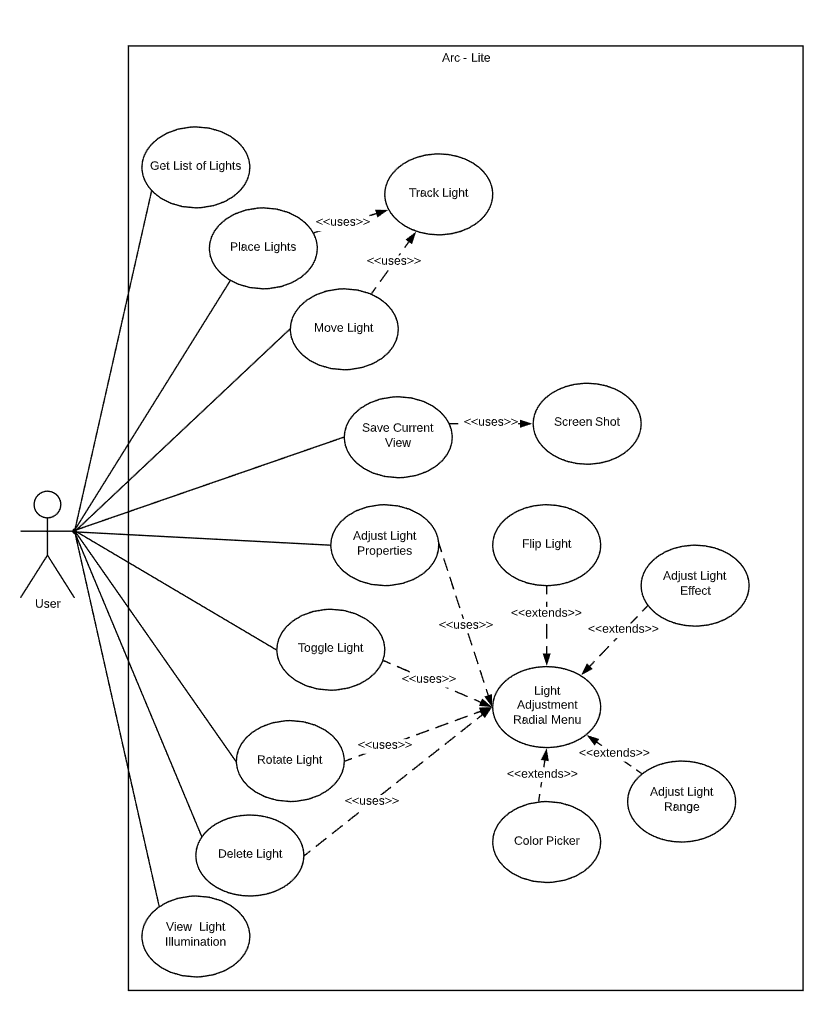 Arc - Lite
Get List of Lights
Track Light
<<uses>>
Place Lights
<<uses>>
Move Light
Save Current
View
<<uses>>
Screen Shot
Adjust Light
Properties
Flip Light
Adjust Light
Effect
User
<<extends>>
<<uses>>
<<extends>>
Toggle Light
<<uses>>
Light
Adjustment
Radial Menu
<<uses>>
<<extends>>
Rotate Light
<<extends>>
<<uses>>
Adjust Light
Range
Color Picker
Delete Light
View Light
Illumination